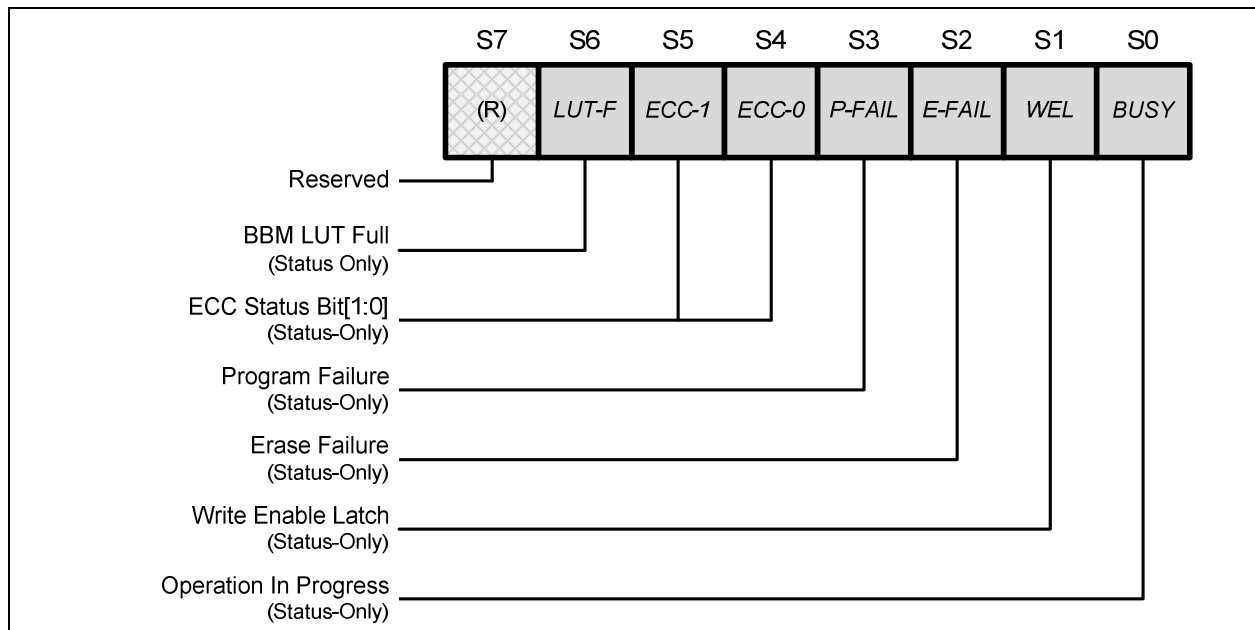 S7 S6 S5 S4 S3 S2 S1 S0
(R) LUT-F ECC-1 ECC-0 P-FAIL E-FAIL WEL BUSY
Reserved
BBM LUT Full
(Status Only)
ECC Status Bit[1:0]
(Status-Only)
Program Failure
(Status-Only)
Erase Failure
(Status-Only)
Write Enable Latch
(Status-Only)
Operation In Progress
(Status-Only)